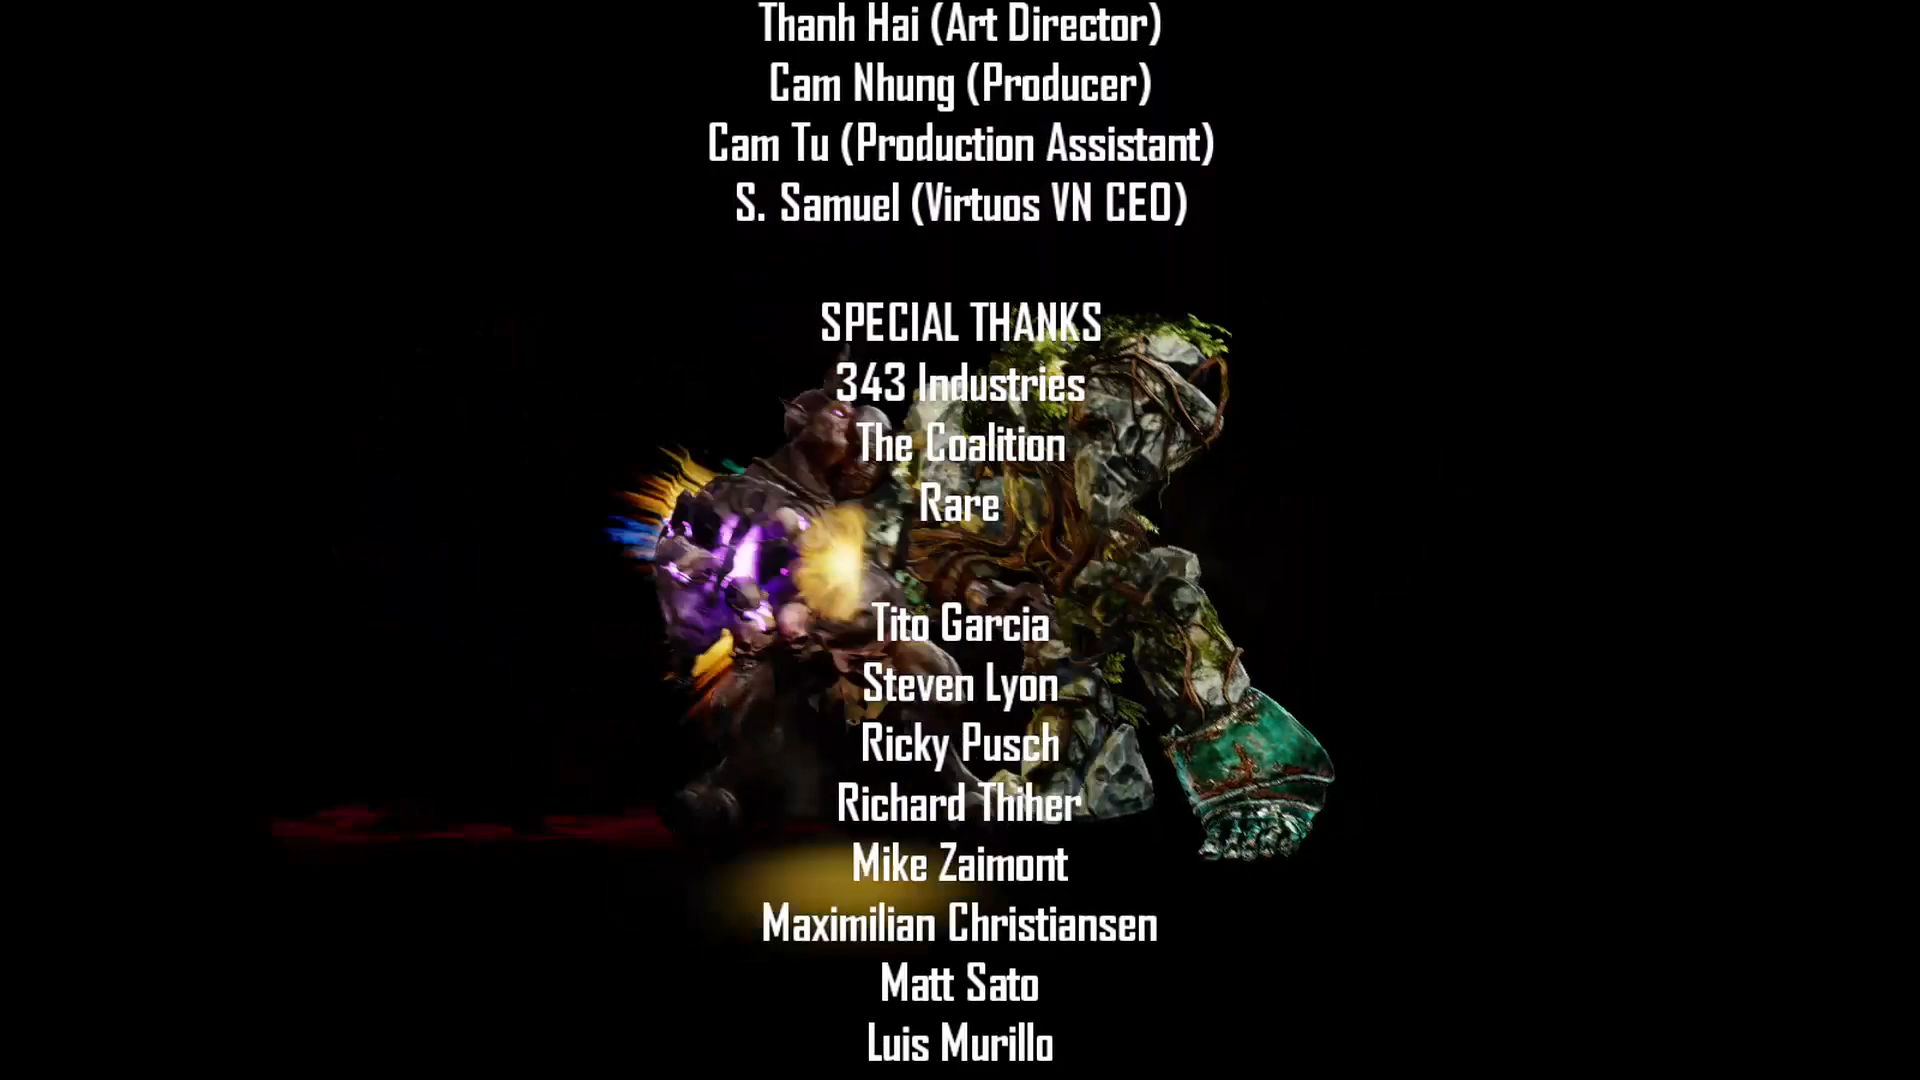 Thanh Hai (Art Director)
Cam Nhung (Producer)
Cam Tu (Production Assistant)
S. Samuel (Virtuos VN CEO)
SPECIAL THANKS
343 Industries
The Coalition
Rare
Tito Garcia
Steven Lyon
Ricky Pusch
Richard Thiher
Mike Zaimont
Maximilian Christiansen
Matt Sato
Luis Murillo